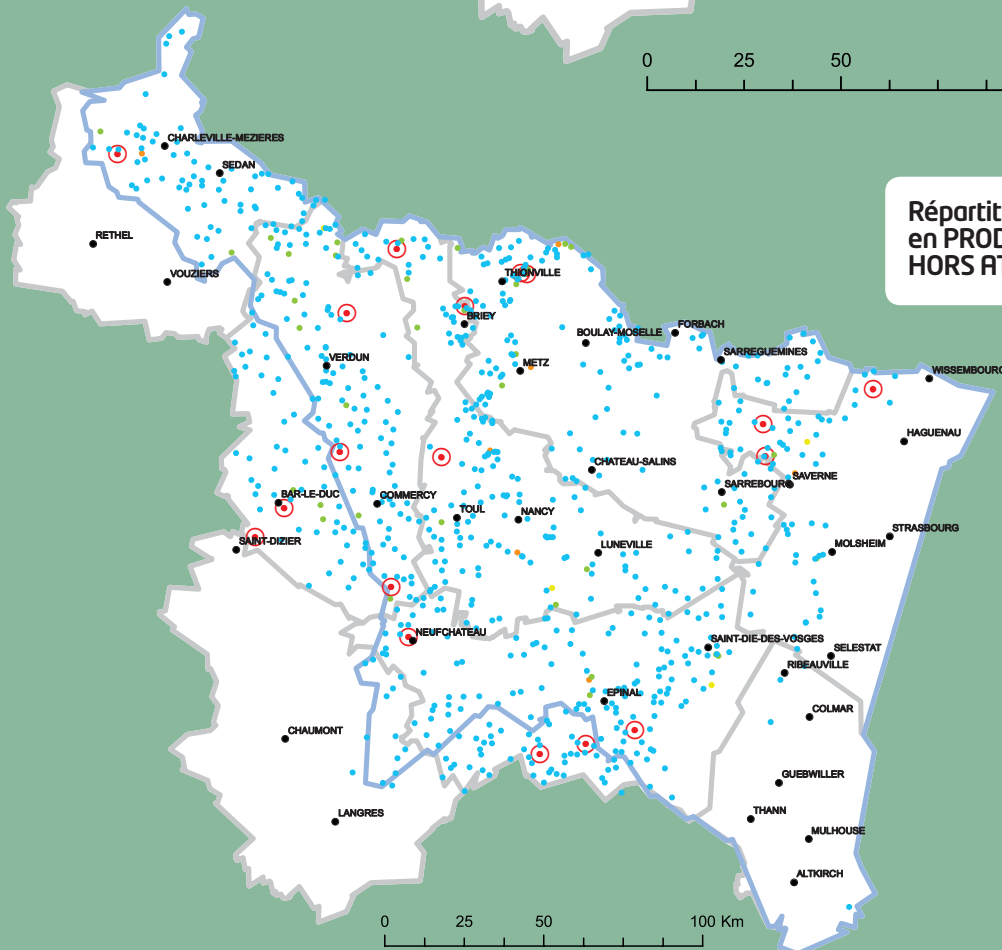 0 25 50
CHARLEVILLE-MEZIERES
SEDAN
Répartit
en PROD
HORS AT
RETHEL
VOUZIERS
THIONVILLE
BRIEY
BOULAY-MOSELLE
FORBACH
SARREGUEMINES
VERDUN
METZ
WISSEMBOURG
HAGUENAU
CHATEAU-SALINS
SAVERNE
SARREBOURG
BAR-LE-DUC
COMMERCY
TOUL
NANCY
STRASBOURG
SAINT-DIZIER
LUNEVILLE
MOLSHEIM
NEUFCHATEAU
SAINT-DIE-DES-VOSGES
SELESTAT
RIBEAUVILLE
EPINAL
COLMAR
CHAUMONT
GUEBWILLER
LANGRES
THANN
MULHOUSE
ALTKIRCH
0 25 50 100 Km